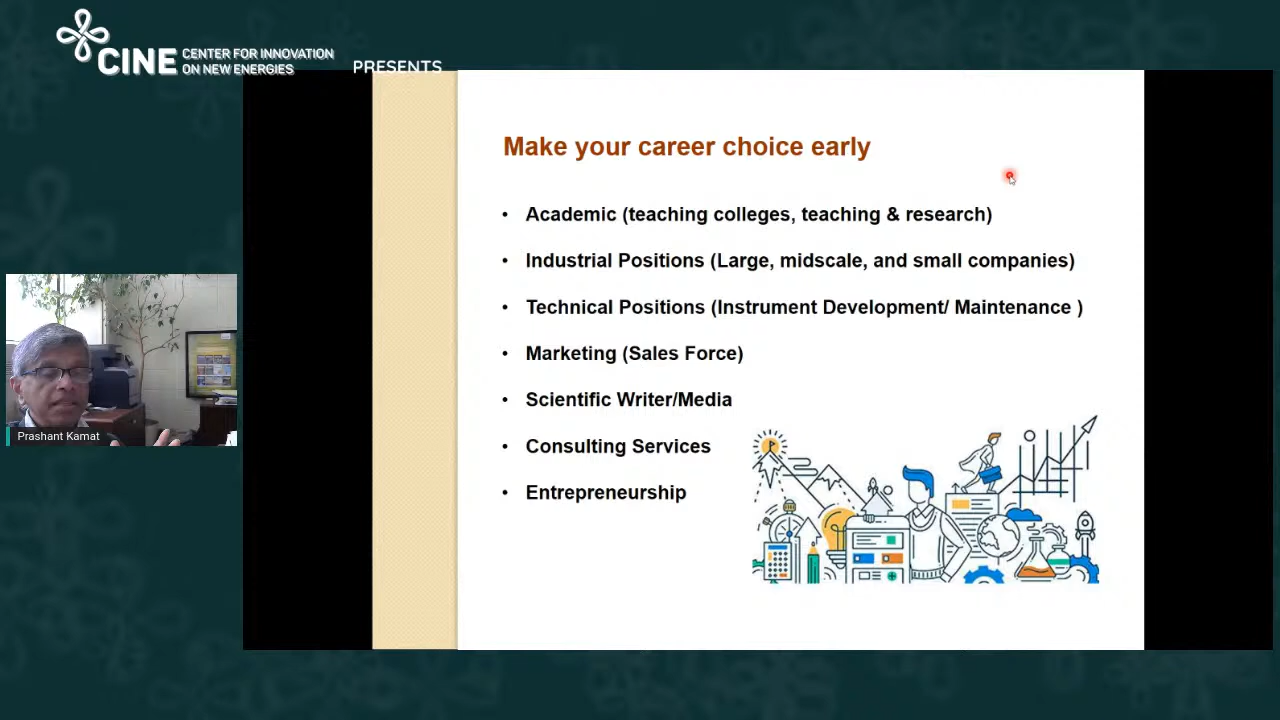 CINE CENTER FOR INNOVATION
ON NEW ENERGIES
PRESENTS
Make your career choice early
• Academic (teaching colleges, teaching & research)
• Industrial Positions (Large, midscale, and small companies)
• Technical Positions (Instrument Development/ Maintenance )
• Marketing (Sales Force)
• Scientific Writer/Media
• Consulting Services
• Entrepreneurship
Prashant Kamat